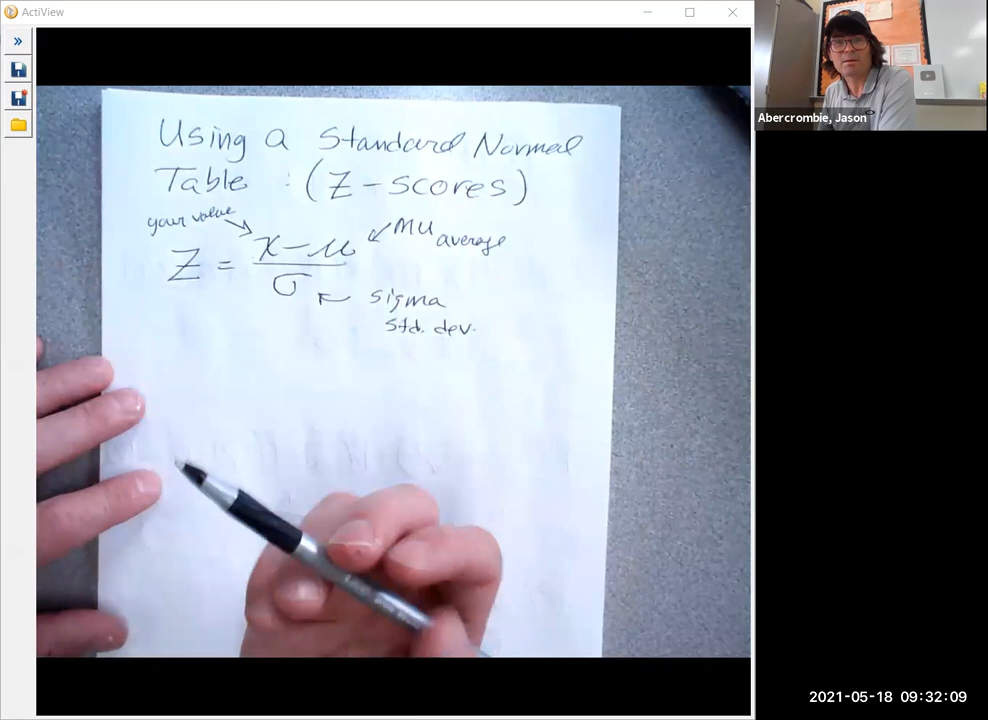 ActiView
Using a Standard Normal
Table : (Z-scores)
your value
MU
average
Z = x-μ
σ
sigma
std. dev.
Abercrombie, Jason
2021-05-18 09:32:09